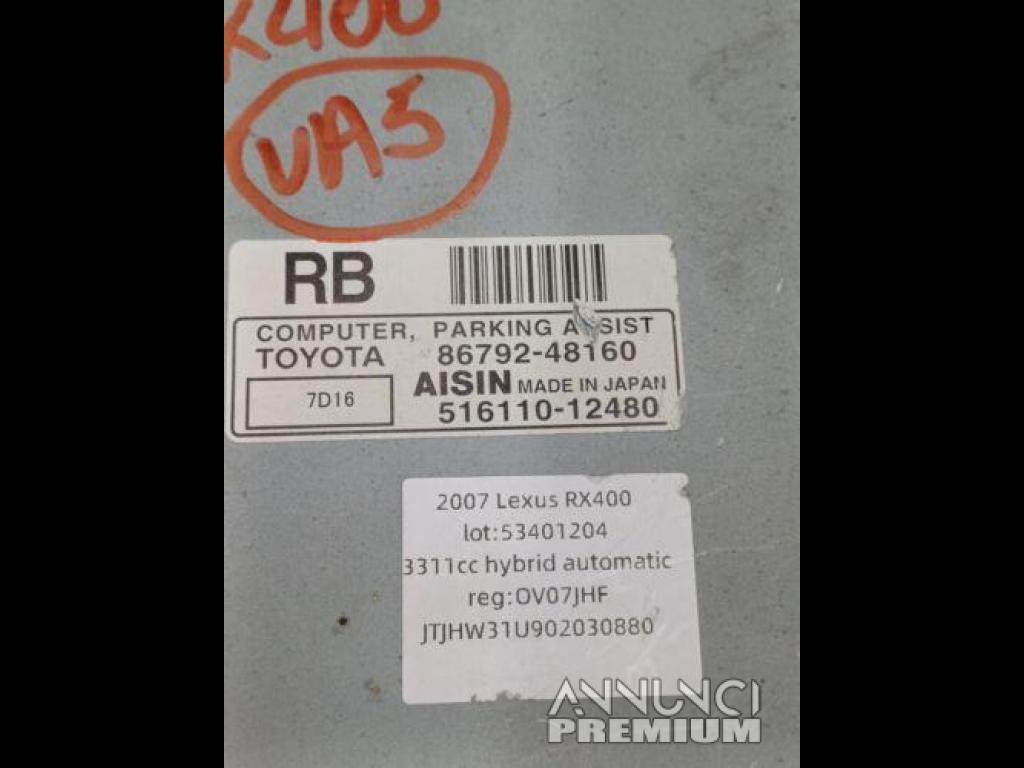 RX400
VA5
RB
COMPUTER, PARKING ASSIST
TOYOTA 86792-48160
7D16
AISIN MADE IN JAPAN
516110-12480
2007 Lexus RX400
lot:53401204
3311cc hybrid automatic
reg:OV07JHF
JTJHW31U902030880
ANNUNCI
PREMIUM